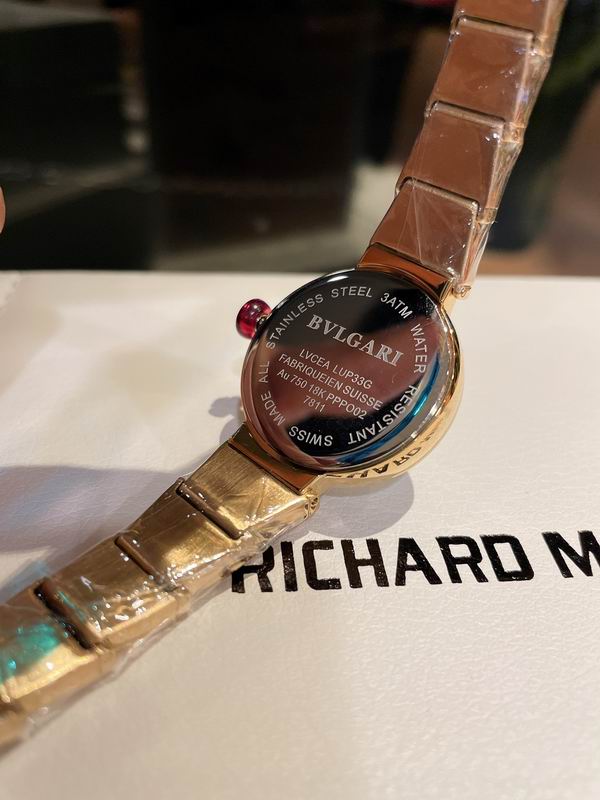 SWISS MADE ALL STAINLESS STEEL 3ATM WATER RESISTANT
BVLGARI
LVCEA LUP33G
FABRIQUEIEN SUISSE
Au 750 18K PPPO02
7811
RICHARD M